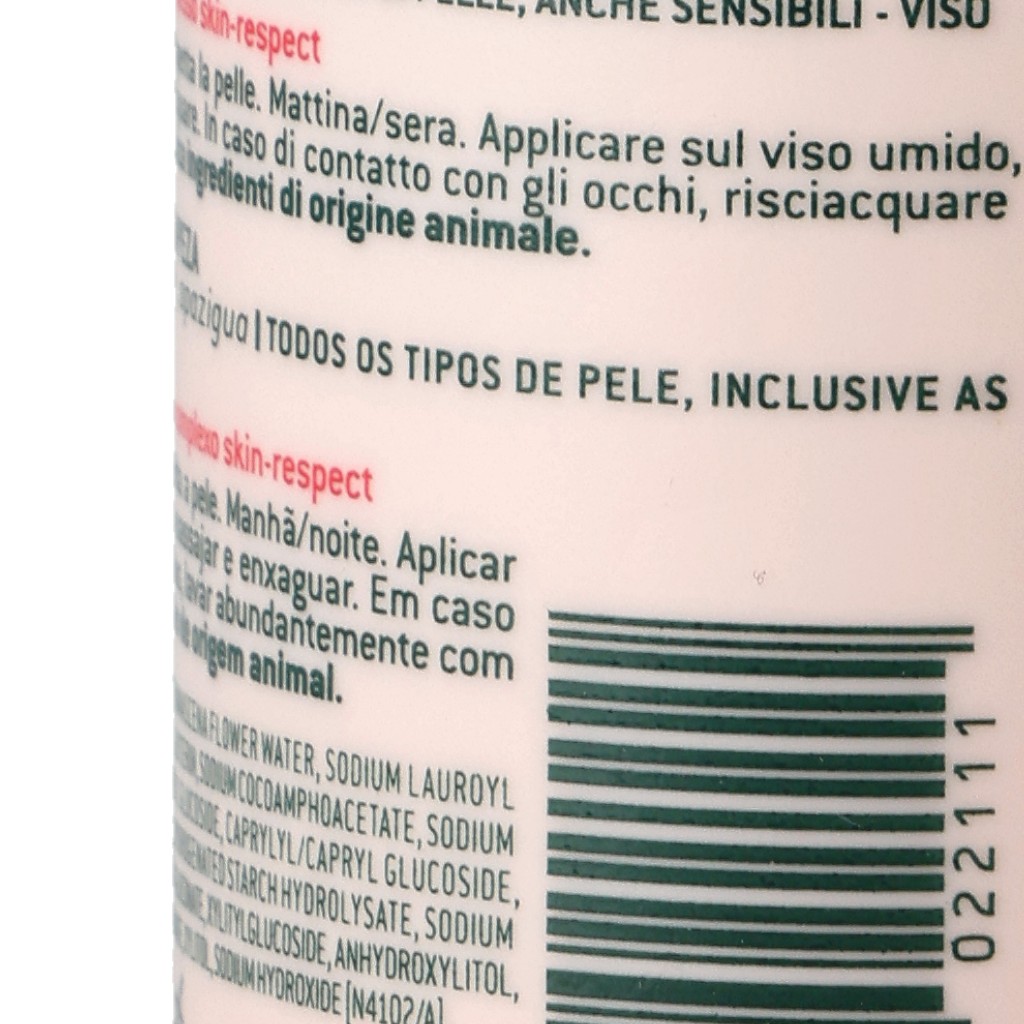 PELLE, ANCHE SENSIBILI - VISO
skin-respect
la pelle. Mattina/sera. Applicare sul viso umido,
In caso di contatto con gli occhi, risciacquare
ingredienti di origine animale.
apazigua | TODOS OS TIPOS DE PELE, INCLUSIVE AS
skin-respect
a pele. Manhã/noite. Aplicar
e enxaguar. Em caso
lavar abundantemente com
origem animal.
FLOWER WATER, SODIUM LAUROYL
SODIUM COCOAMPHOACETATE, SODIUM
CAPRYLYL/CAPRYL GLUCOSIDE,
STARCH HYDROLYSATE, SODIUM
XYLITYLGLUCOSIDE, ANHYDROXYLITOL,
SODIUM HYDROXIDE [N4102/A]
022111